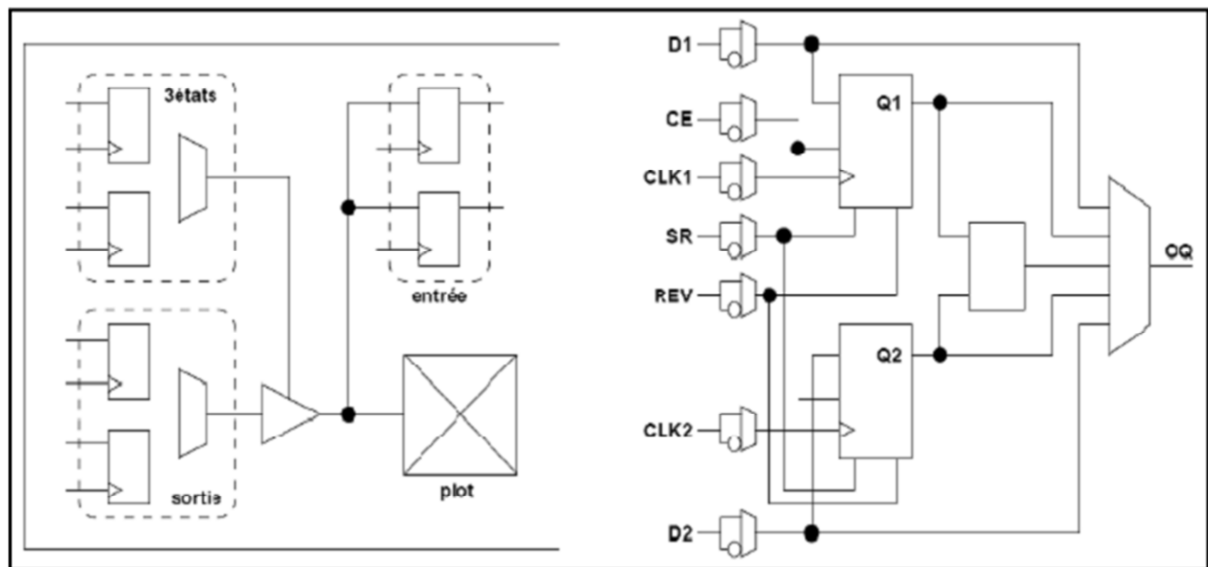 3états
entrée
sortie
plot
D1
CE
CLK1
SR
REV
CLK2
D2
Q1
Q2
OQ